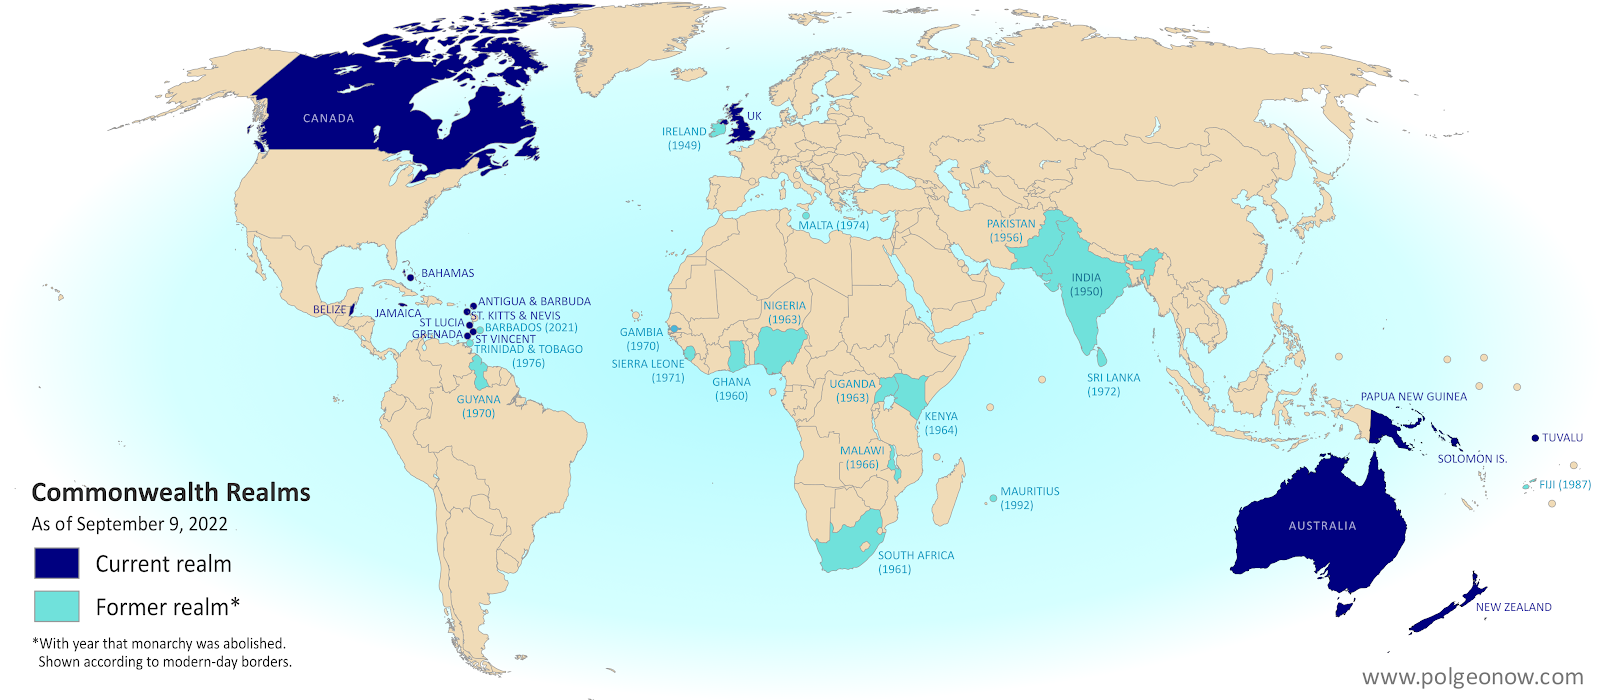 CANADA
UK
IRELAND
(1949)
MALTA (1974)
PAKISTAN
(1956)
INDIA
(1950)
BAHAMAS
ANTIGUA & BARBUDA
BELIZE
JAMAICA
ST. KITTS & NEVIS
ST LUCIA
BARBADOS (2021)
GRENADA
ST VINCENT
TRINIDAD & TOBAGO
(1976)
GUYANA
(1970)
NIGERIA
(1963)
GAMBIA
(1970)
SIERRA LEONE
(1971)
GHANA
(1960)
UGANDA
(1963)
KENYA
(1964)
MALAWI
(1966)
MAURITIUS
(1992)
SOUTH AFRICA
(1961)
SRI LANKA
(1972)
PAPUA NEW GUINEA
TUVALU
SOLOMON IS.
FIJI (1987)
AUSTRALIA
NEW ZEALAND
Commonwealth Realms
As of September 9, 2022
Current realm
Former realm*
*With year that monarchy was abolished.
Shown according to modern-day borders.
www.polgeonow.com